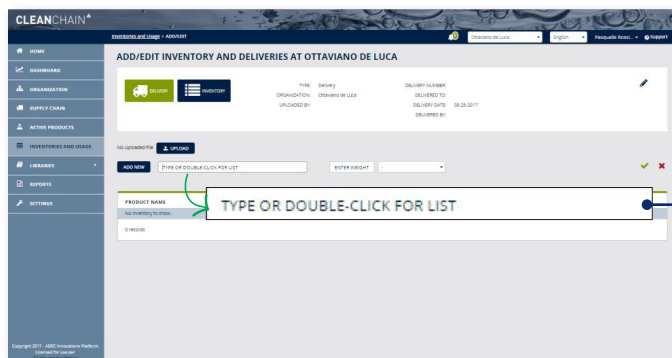 CLEANCHAIN
Inventories and Usage > ADD/EDIT
Ottaviano de Luca
English
Pasqualle Rossi...
Support
HOME
DASHBOARD
ORGANIZATION
SUPPLY CHAIN
ACTIVE PRODUCTS
INVENTORIES AND USAGE
LIBRARIES
REPORTS
SETTINGS
ADD/EDIT INVENTORY AND DELIVERIES AT OTTAVIANO DE LUCA
DELIVERY
INVENTORY
TYPE: Delivery
ORGANIZATION: Ottaviano de Luca
UPLOADED BY:
DELIVERY NUMBER:
DELIVERED TO:
DELIVERY DATE: 09-25-2017
DELIVERED BY:
No Uploaded File UPLOAD
ADD NEW TYPE OR DOUBLE-CLICK FOR LIST ENTER WEIGHT -
PRODUCT NAME
No inventory to show...
0 records
TYPE OR DOUBLE-CLICK FOR LIST
Copyright 2017 - ADEC Innovations Platform
Licensed for use per